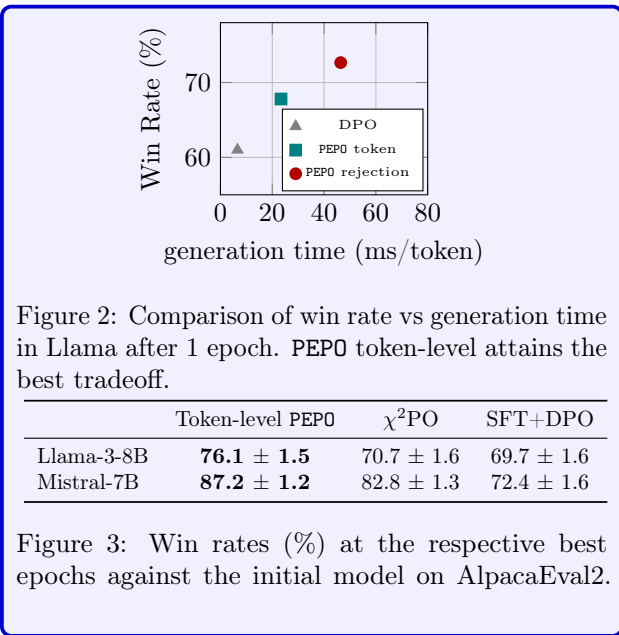 Win Rate (%)
70
60
DPO
PEPO token
PEPO rejection
0 20 40 60 80
generation time (ms/token)
Figure 2: Comparison of win rate vs generation time
in Llama after 1 epoch. PEPO token-level attains the
best tradeoff.
Token-level PEPO χ²PO SFT+DPO
Llama-3-8B 76.1 ± 1.5 70.7 ± 1.6 69.7 ± 1.6
Mistral-7B 87.2 ± 1.2 82.8 ± 1.3 72.4 ± 1.6
Figure 3: Win rates (%) at the respective best
epochs against the initial model on AlpacaEval2.